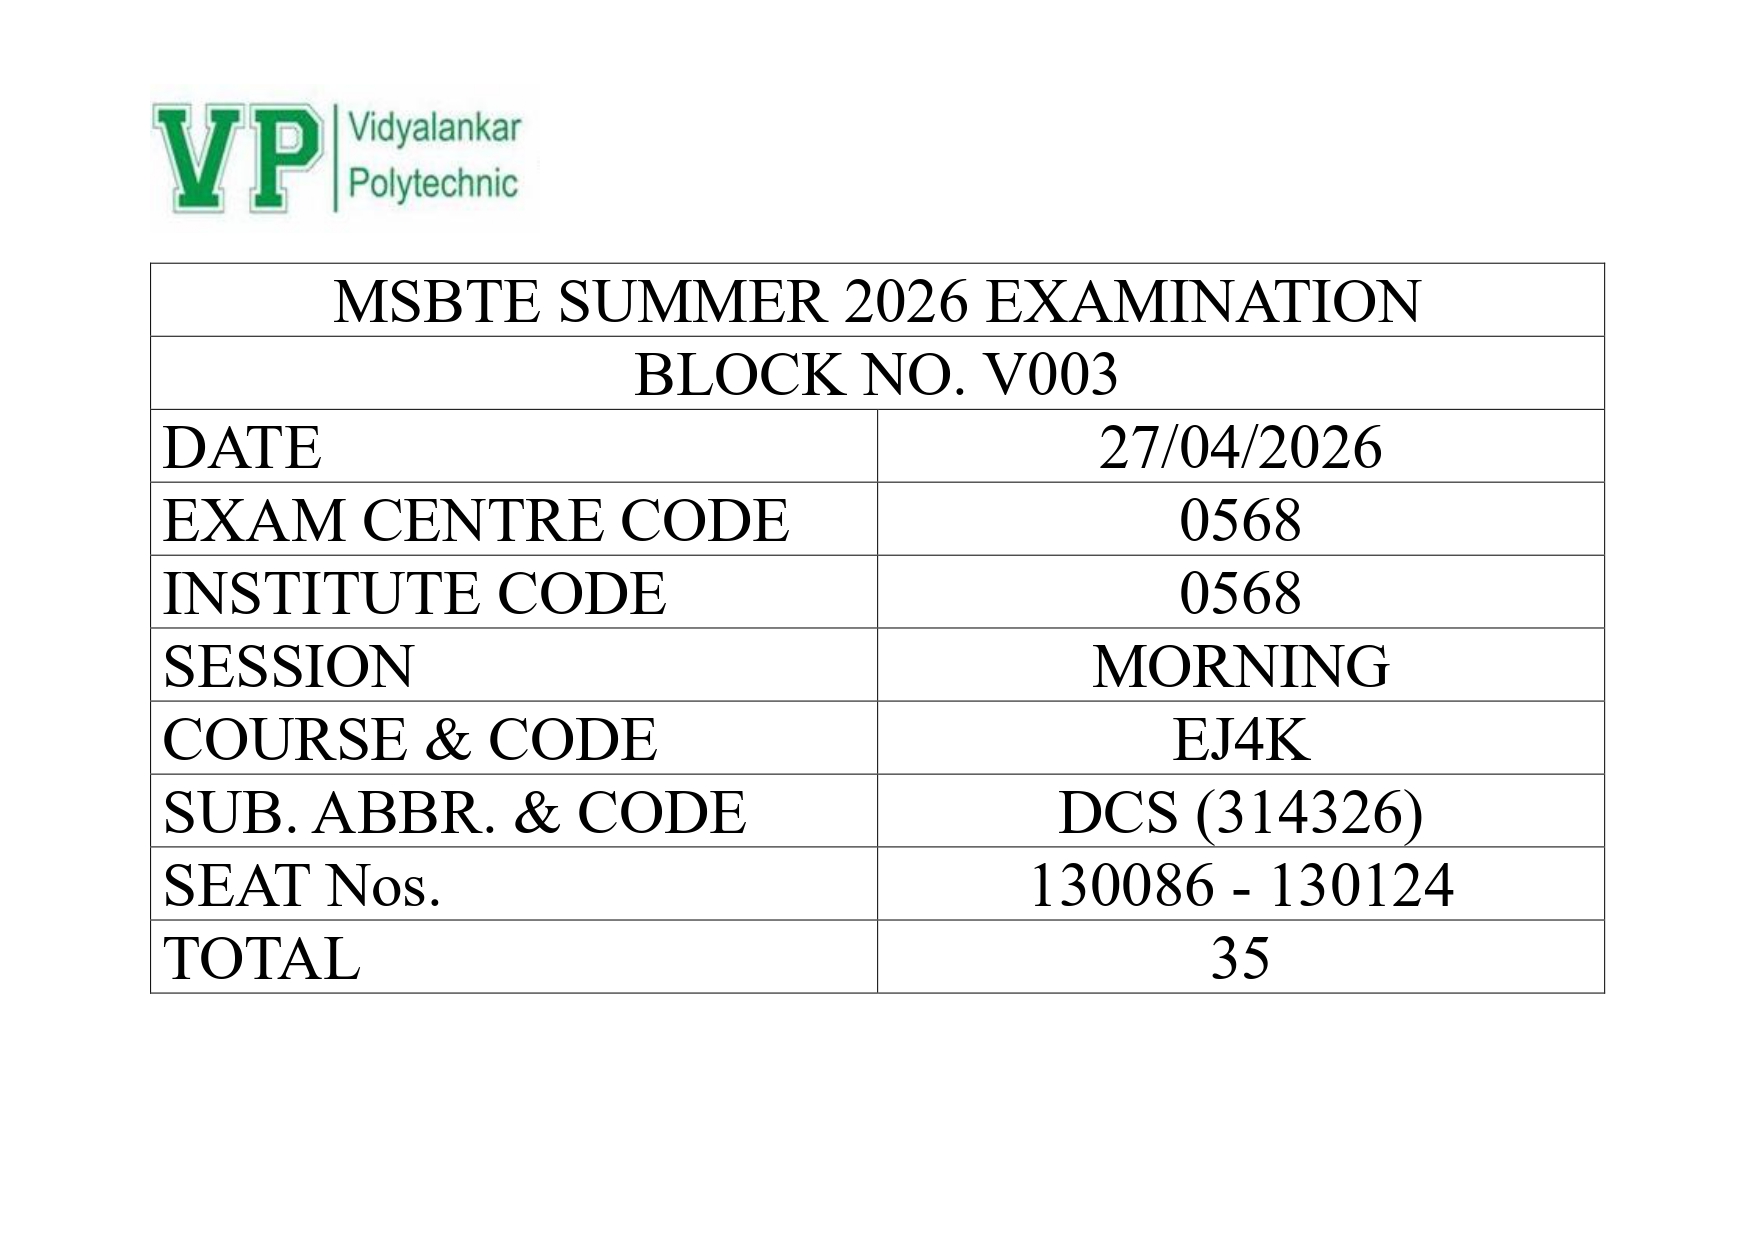 VP Vidyalankar
Polytechnic
MSBTE SUMMER 2026 EXAMINATION
BLOCK NO. V003
DATE 27/04/2026
EXAM CENTRE CODE 0568
INSTITUTE CODE 0568
SESSION MORNING
COURSE & CODE EJ4K
SUB. ABBR. & CODE DCS (314326)
SEAT Nos. 130086 - 130124
TOTAL 35